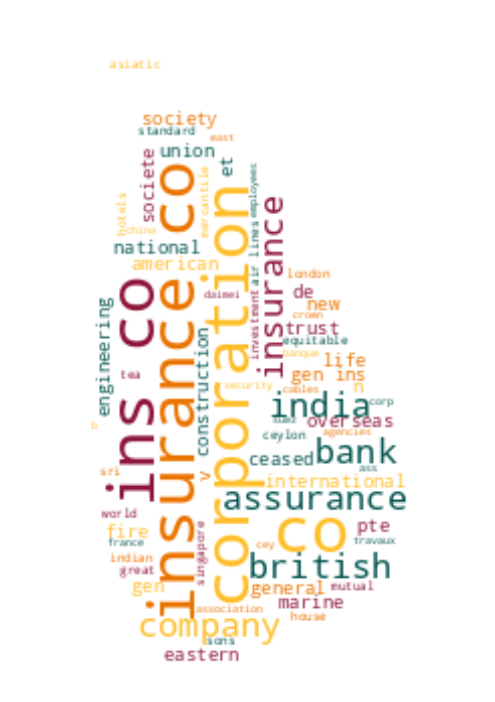 asiatic
society
standard
east
union
et
societe
insurance co
corporation
mercantile
employees
air lines
investment
insurance
hotels
china
national
american
ins co
daimei
london
de
new
crown
trust
equitable
banque
life
gen ins
n
engineering
tea
construction
security
cables
india
corp
suez
overseas
agencies
ceylon
b
ceased
bank
ass
sri
v
international
assurance
world
fire
france
singapore
co
pte
travaux
cey
indian
great
british
gen
general
mutual
marine
association
house
company
sons
eastern